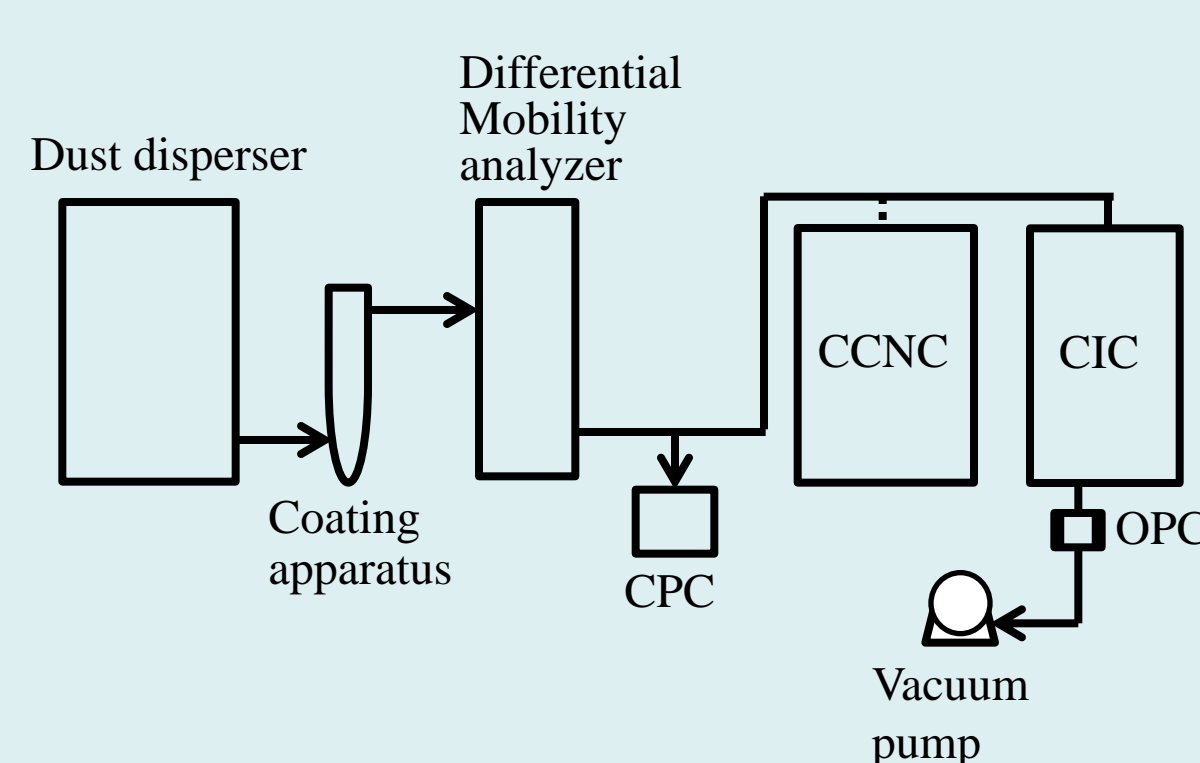 Differential
Mobility
analyzer
Dust disperser
CCNC
CIC
Coating
apparatus
OPC
CPC
Vacuum
pump